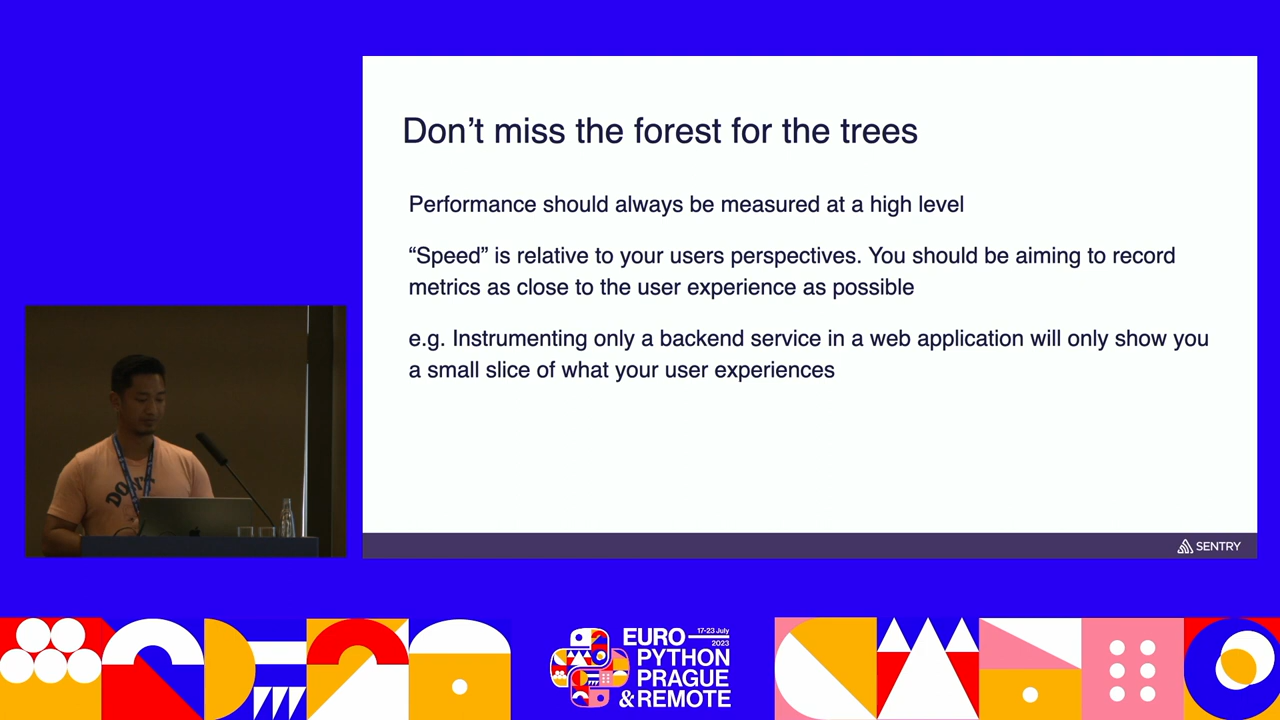 Don’t miss the forest for the trees
Performance should always be measured at a high level
“Speed” is relative to your users perspectives. You should be aiming to record
metrics as close to the user experience as possible
e.g. Instrumenting only a backend service in a web application will only show you
a small slice of what your user experiences
SENTRY
EURO
17-23 July
2023
PYTHON
PRAGUE
&REMOTE